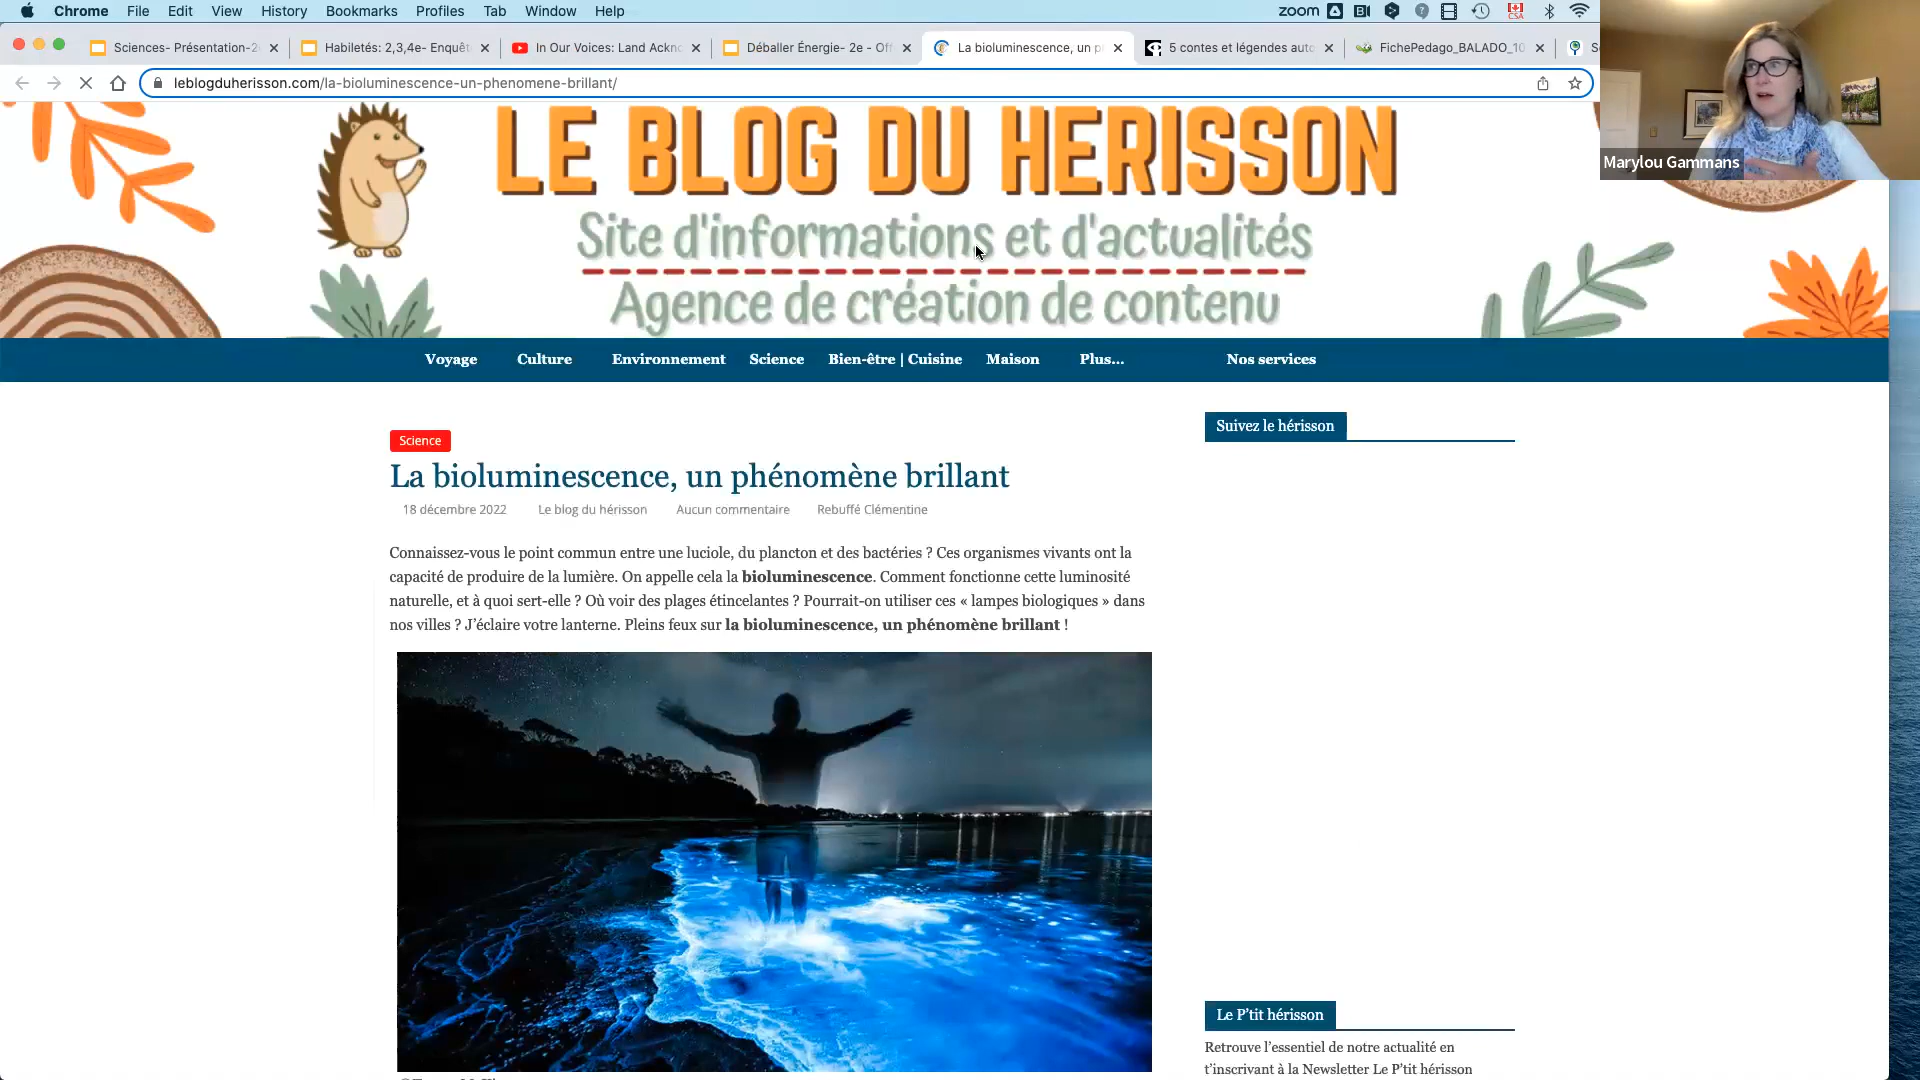 Chrome File Edit View History Bookmarks Profiles Tab Window Help
zoom
CSA
Sciences- Présentation-2
Habiletés: 2,3,4e- Enquêt
In Our Voices: Land Ackn
Déballer Énergie- 2e - Off
La bioluminescence, un p
5 contes et légendes auto
FichePedago_BALADO_10
leblogduherisson.com/la-bioluminescence-un-phenomene-brillant/
Marylou Gammans
LE BLOG DU HERISSON
Site d'informations et d'actualités
Agence de création de contenu
Voyage Culture Environnement Science Bien-être | Cuisine Maison Plus... Nos services
Science
La bioluminescence, un phénomène brillant
18 décembre 2022 Le blog du hérisson Aucun commentaire Rebuffé Clémentine
Connaissez-vous le point commun entre une luciole, du plancton et des bactéries ? Ces organismes vivants ont la
capacité de produire de la lumière. On appelle cela la bioluminescence. Comment fonctionne cette luminosité
naturelle, et à quoi sert-elle ? Où voir des plages étincelantes ? Pourrait-on utiliser ces « lampes biologiques » dans
nos villes ? J'éclaire votre lanterne. Pleins feux sur la bioluminescence, un phénomène brillant !
Suivez le hérisson
Le P'tit hérisson
Retrouve l'essentiel de notre actualité en
t'inscrivant à la Newsletter Le P'tit hérisson